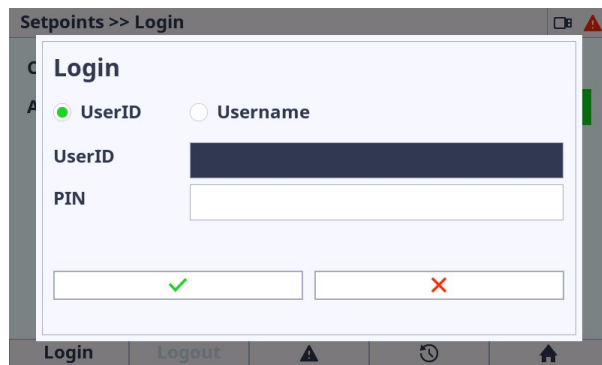 Setpoints >> Login
Login
UserID
Username
UserID
PIN
Login
Logout